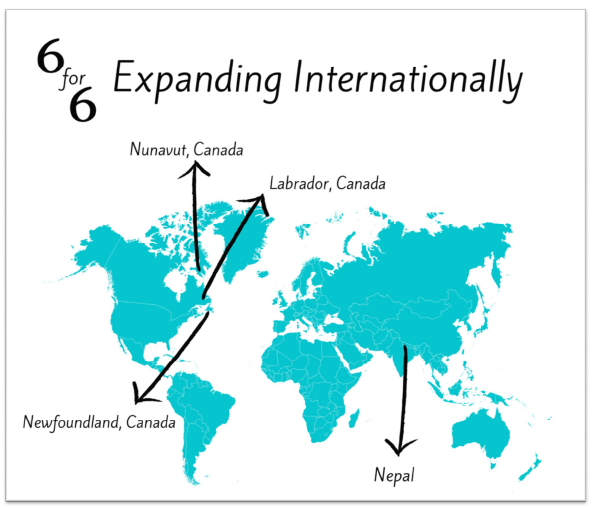 6
for
6
Expanding Internationally
Nunavut, Canada
Labrador, Canada
Newfoundland, Canada
Nepal